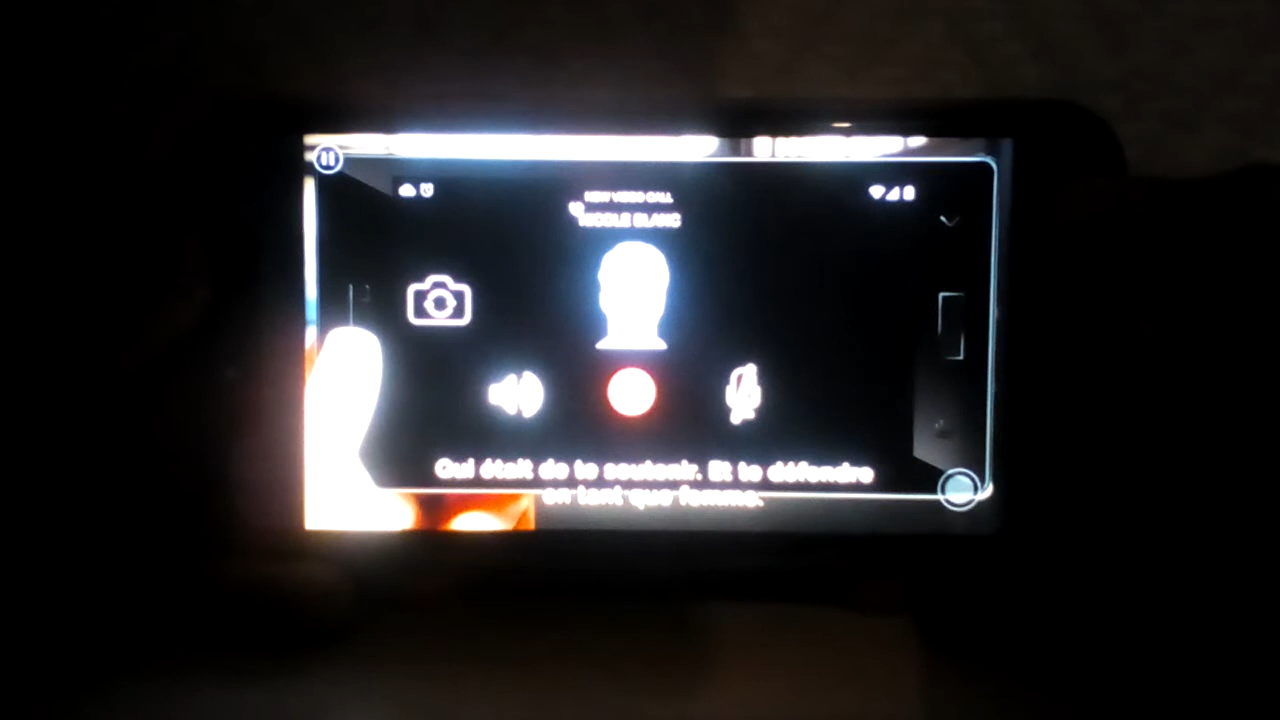 NEW VIDEO CALL
NICOLE BLANC
Qui était de te soutenir. Et te défendre
en tant que femme.